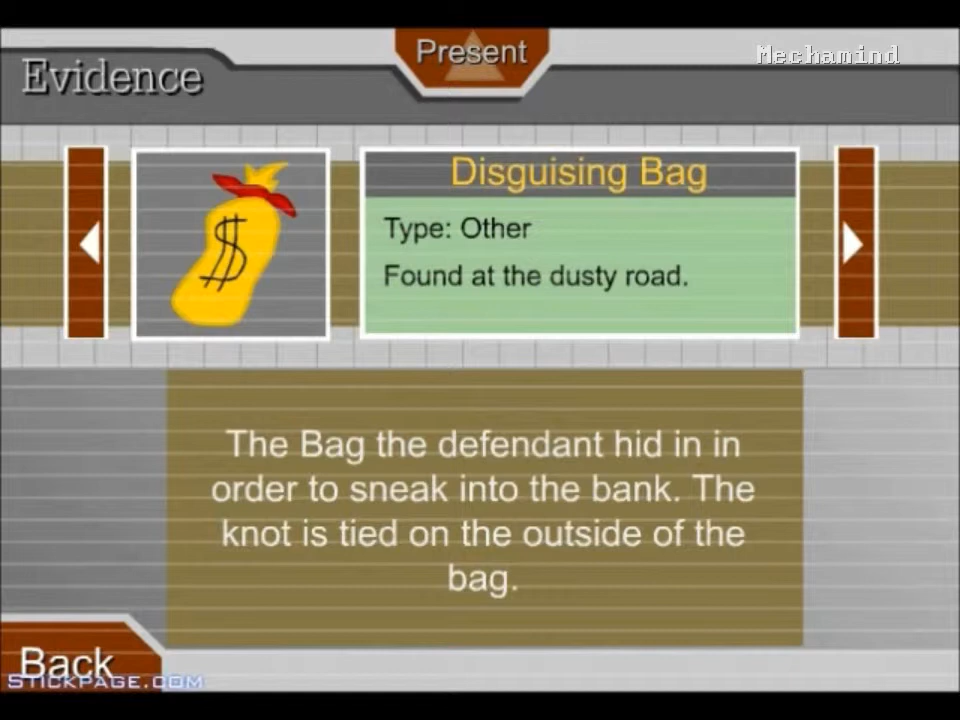 Present
Mechamind
Evidence
Disguising Bag
$
Type: Other
Found at the dusty road.
The Bag the defendant hid in in
order to sneak into the bank. The
knot is tied on the outside of the
bag.
Back
STICKPAGE.COM